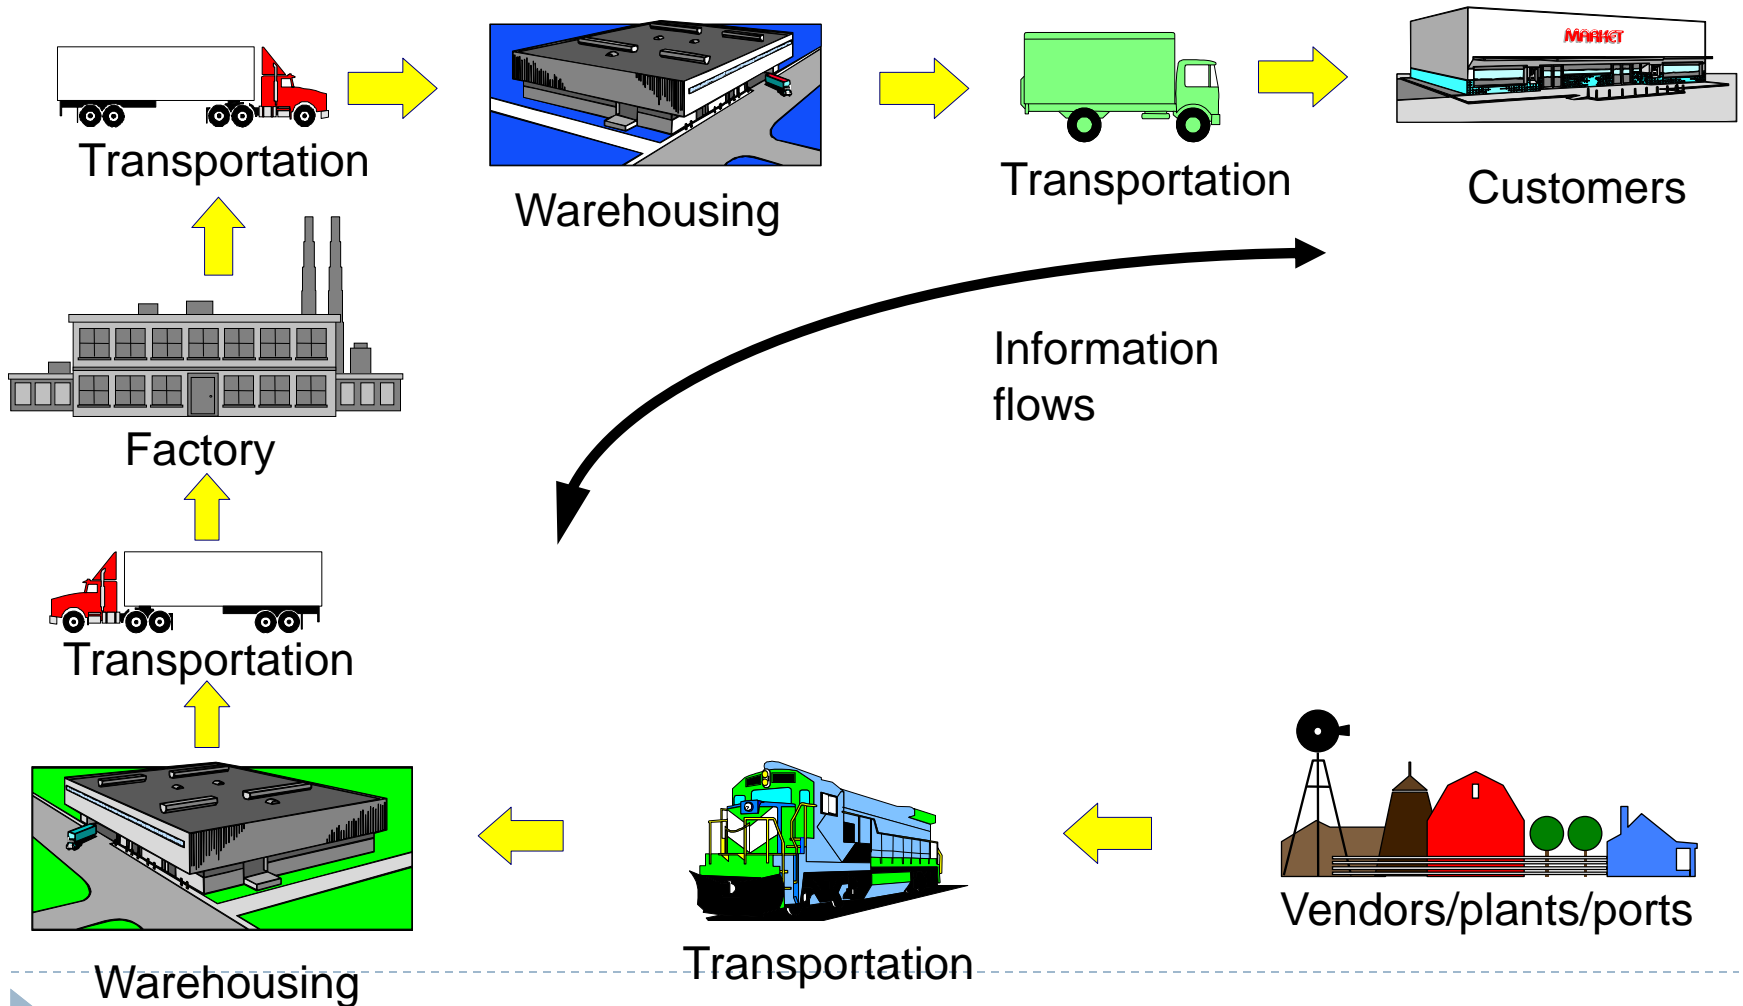 MARKET
Transportation
Warehousing
Transportation
Customers
Information
flows
Factory
Transportation
Vendors/plants/ports
Transportation
Warehousing